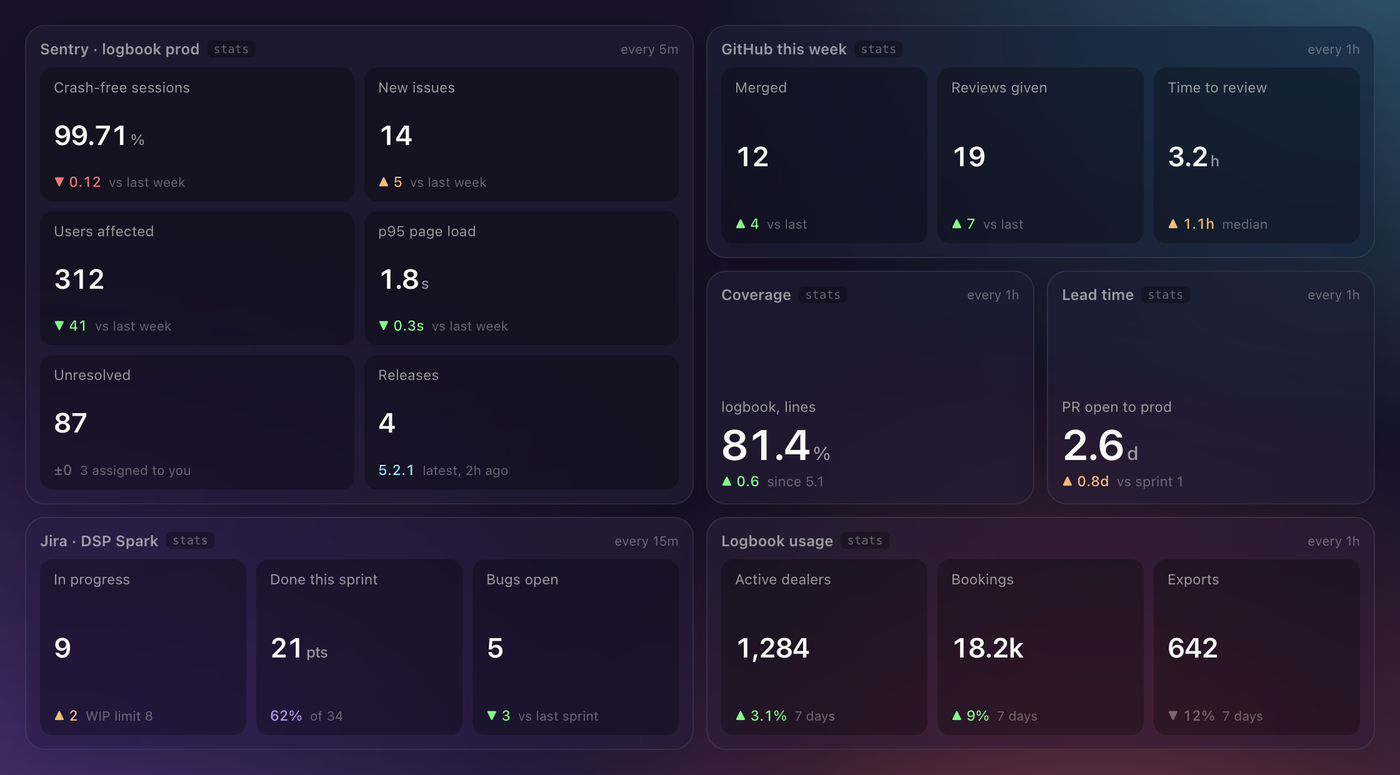 Sentry · logbook prod stats every 5m
Crash-free sessions
99.71 %
▼ 0.12 vs last week
New issues
14
▲ 5 vs last week
Users affected
312
▼ 41 vs last week
p95 page load
1.8 s
▼ 0.3s vs last week
Unresolved
87
±0 3 assigned to you
Releases
4
5.2.1 latest, 2h ago
GitHub this week stats every 1h
Merged
12
▲ 4 vs last
Reviews given
19
▲ 7 vs last
Time to review
3.2 h
▲ 1.1h median
Coverage stats every 1h
logbook, lines
81.4 %
▲ 0.6 since 5.1
Lead time stats every 1h
PR open to prod
2.6 d
▲ 0.8d vs sprint 1
Jira · DSP Spark stats every 15m
In progress
9
▲ 2 WIP limit 8
Done this sprint
21 pts
62% of 34
Bugs open
5
▼ 3 vs last sprint
Logbook usage stats every 1h
Active dealers
1,284
▲ 3.1% 7 days
Bookings
18.2k
▲ 9% 7 days
Exports
642
▼ 12% 7 days